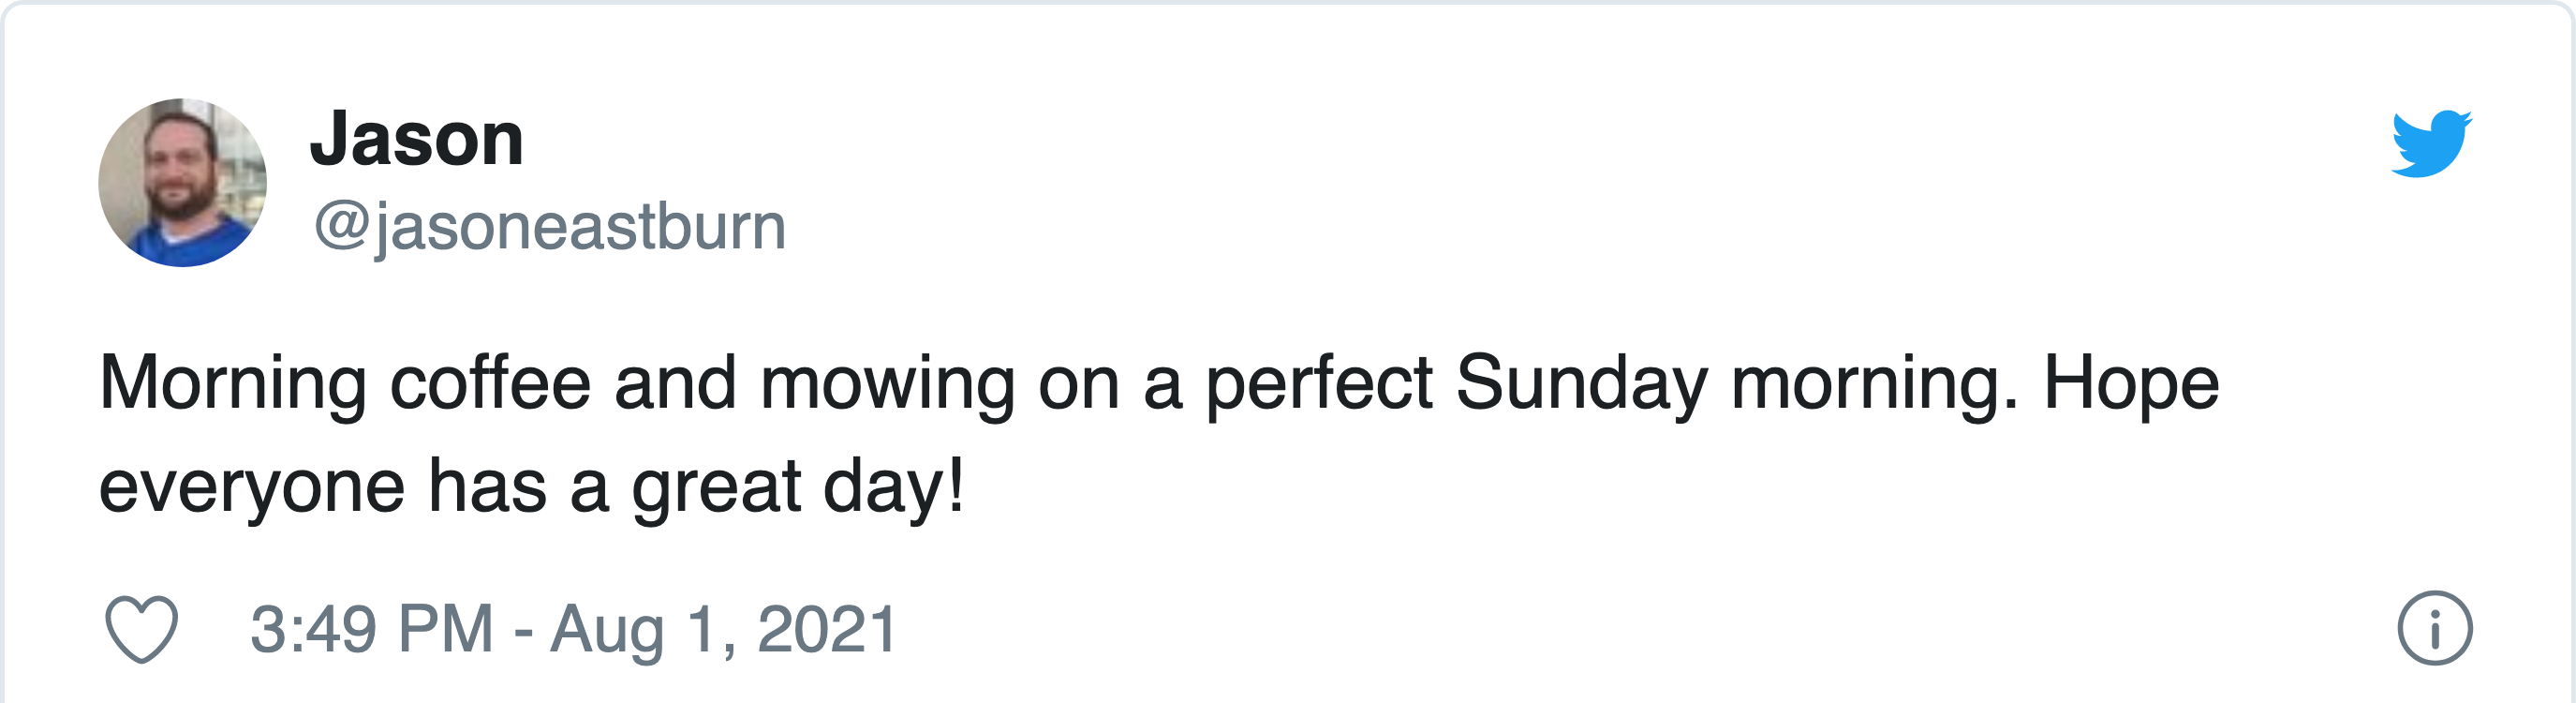 Jason
@jasoneastburn
Morning coffee and mowing on a perfect Sunday morning. Hope
everyone has a great day!
3:49 PM - Aug 1, 2021